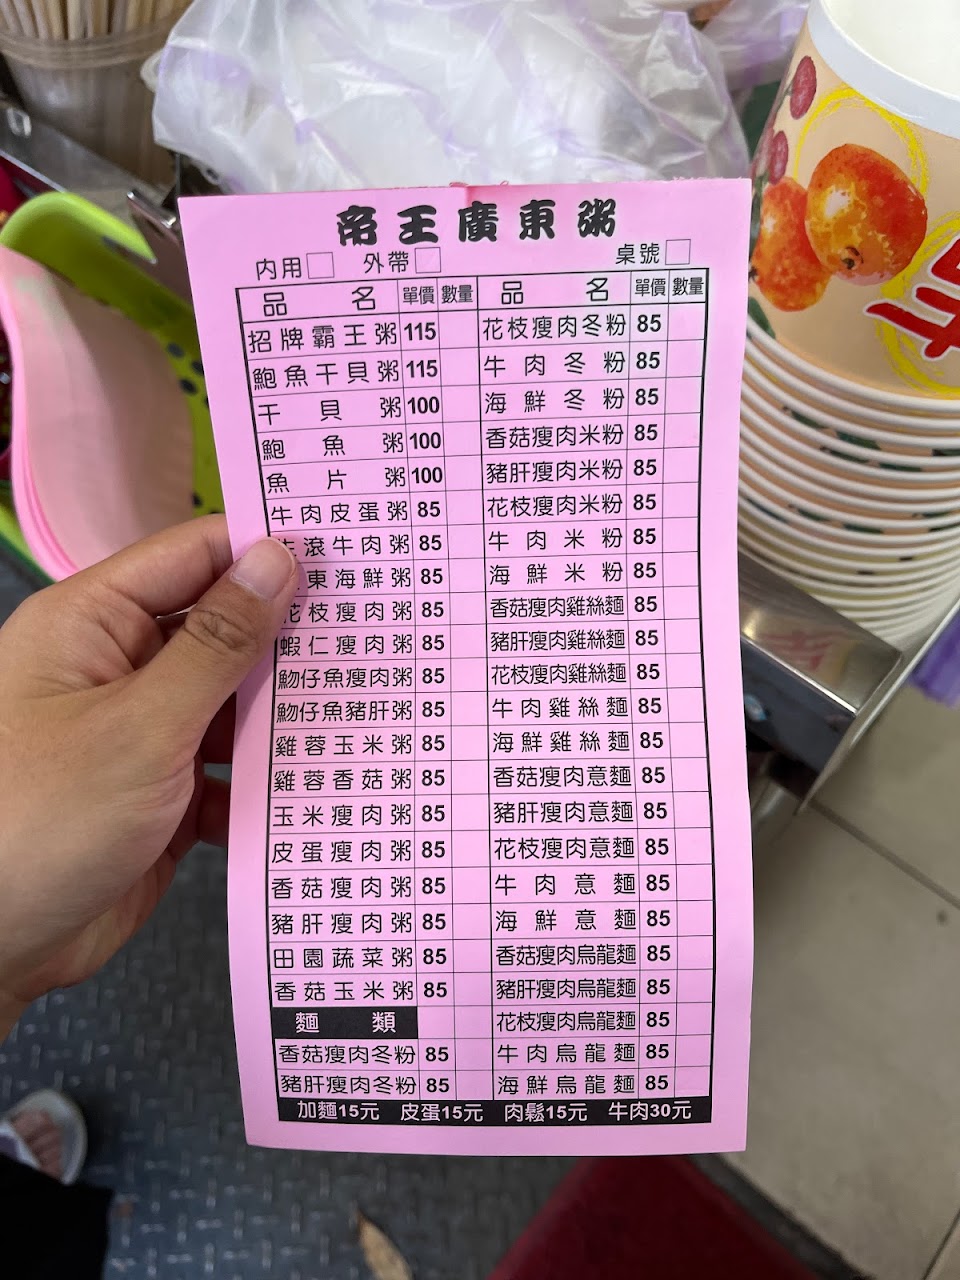 帝王廣東粥
內用 外帶 桌號
品名 單價 數量
招牌霸王粥 115
鮑魚干貝粥 115
干貝粥 100
鮑魚粥 100
魚片粥 100
牛肉皮蛋粥 85
滾牛肉粥 85
東海鮮粥 85
花枝瘦肉粥 85
蝦仁瘦肉粥 85
魩仔魚瘦肉粥 85
魩仔魚豬肝粥 85
雞蓉玉米粥 85
雞蓉香菇粥 85
玉米瘦肉粥 85
皮蛋瘦肉粥 85
香菇瘦肉粥 85
豬肝瘦肉粥 85
田園蔬菜粥 85
香菇玉米粥 85
麵類
香菇瘦肉冬粉 85
豬肝瘦肉冬粉 85
品名 單價 數量
花枝瘦肉冬粉 85
牛肉冬粉 85
海鮮冬粉 85
香菇瘦肉米粉 85
豬肝瘦肉米粉 85
花枝瘦肉米粉 85
牛肉米粉 85
海鮮米粉 85
香菇瘦肉雞絲麵 85
豬肝瘦肉雞絲麵 85
花枝瘦肉雞絲麵 85
牛肉雞絲麵 85
海鮮雞絲麵 85
香菇瘦肉意麵 85
豬肝瘦肉意麵 85
花枝瘦肉意麵 85
牛肉意麵 85
海鮮意麵 85
香菇瘦肉烏龍麵 85
豬肝瘦肉烏龍麵 85
花枝瘦肉烏龍麵 85
牛肉烏龍麵 85
海鮮烏龍麵 85
加麵15元 皮蛋15元 肉鬆15元 牛肉30元